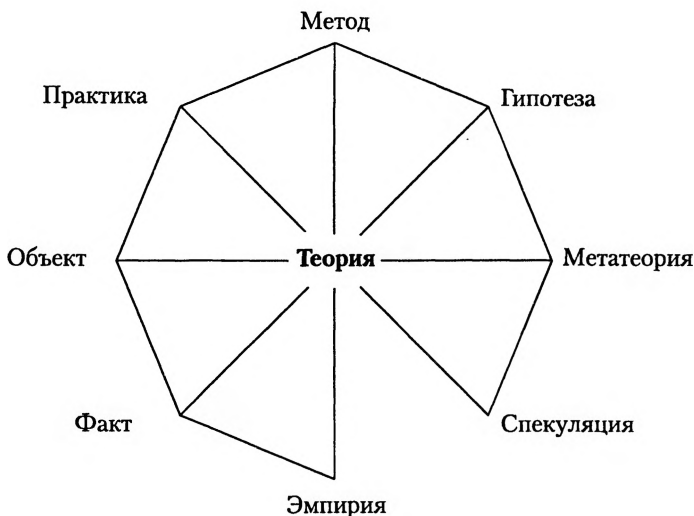 Метод
Практика
Гипотеза
Объект
Теория
Метатеория
Факт
Спекуляция
Эмпирия